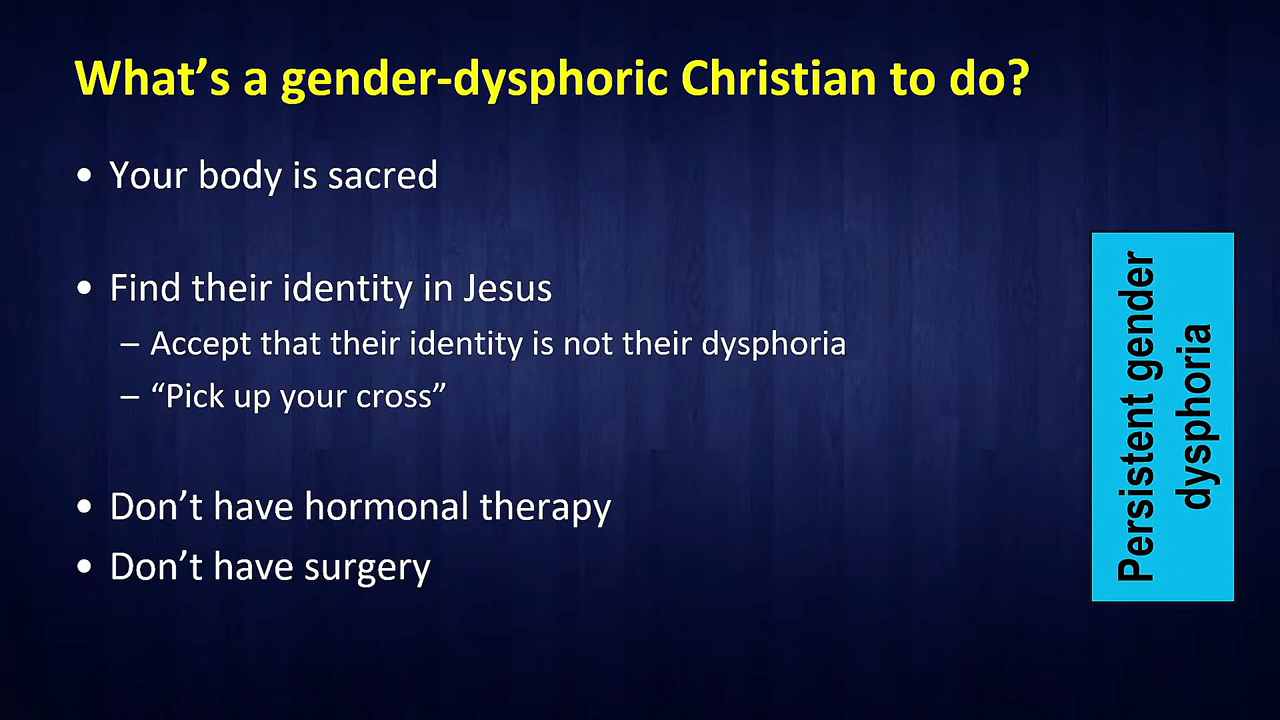 What’s a gender-dysphoric Christian to do?
• Your body is sacred
• Find their identity in Jesus
– Accept that their identity is not their dysphoria
– “Pick up your cross”
• Don’t have hormonal therapy
• Don’t have surgery
Persistent gender
dysphoria